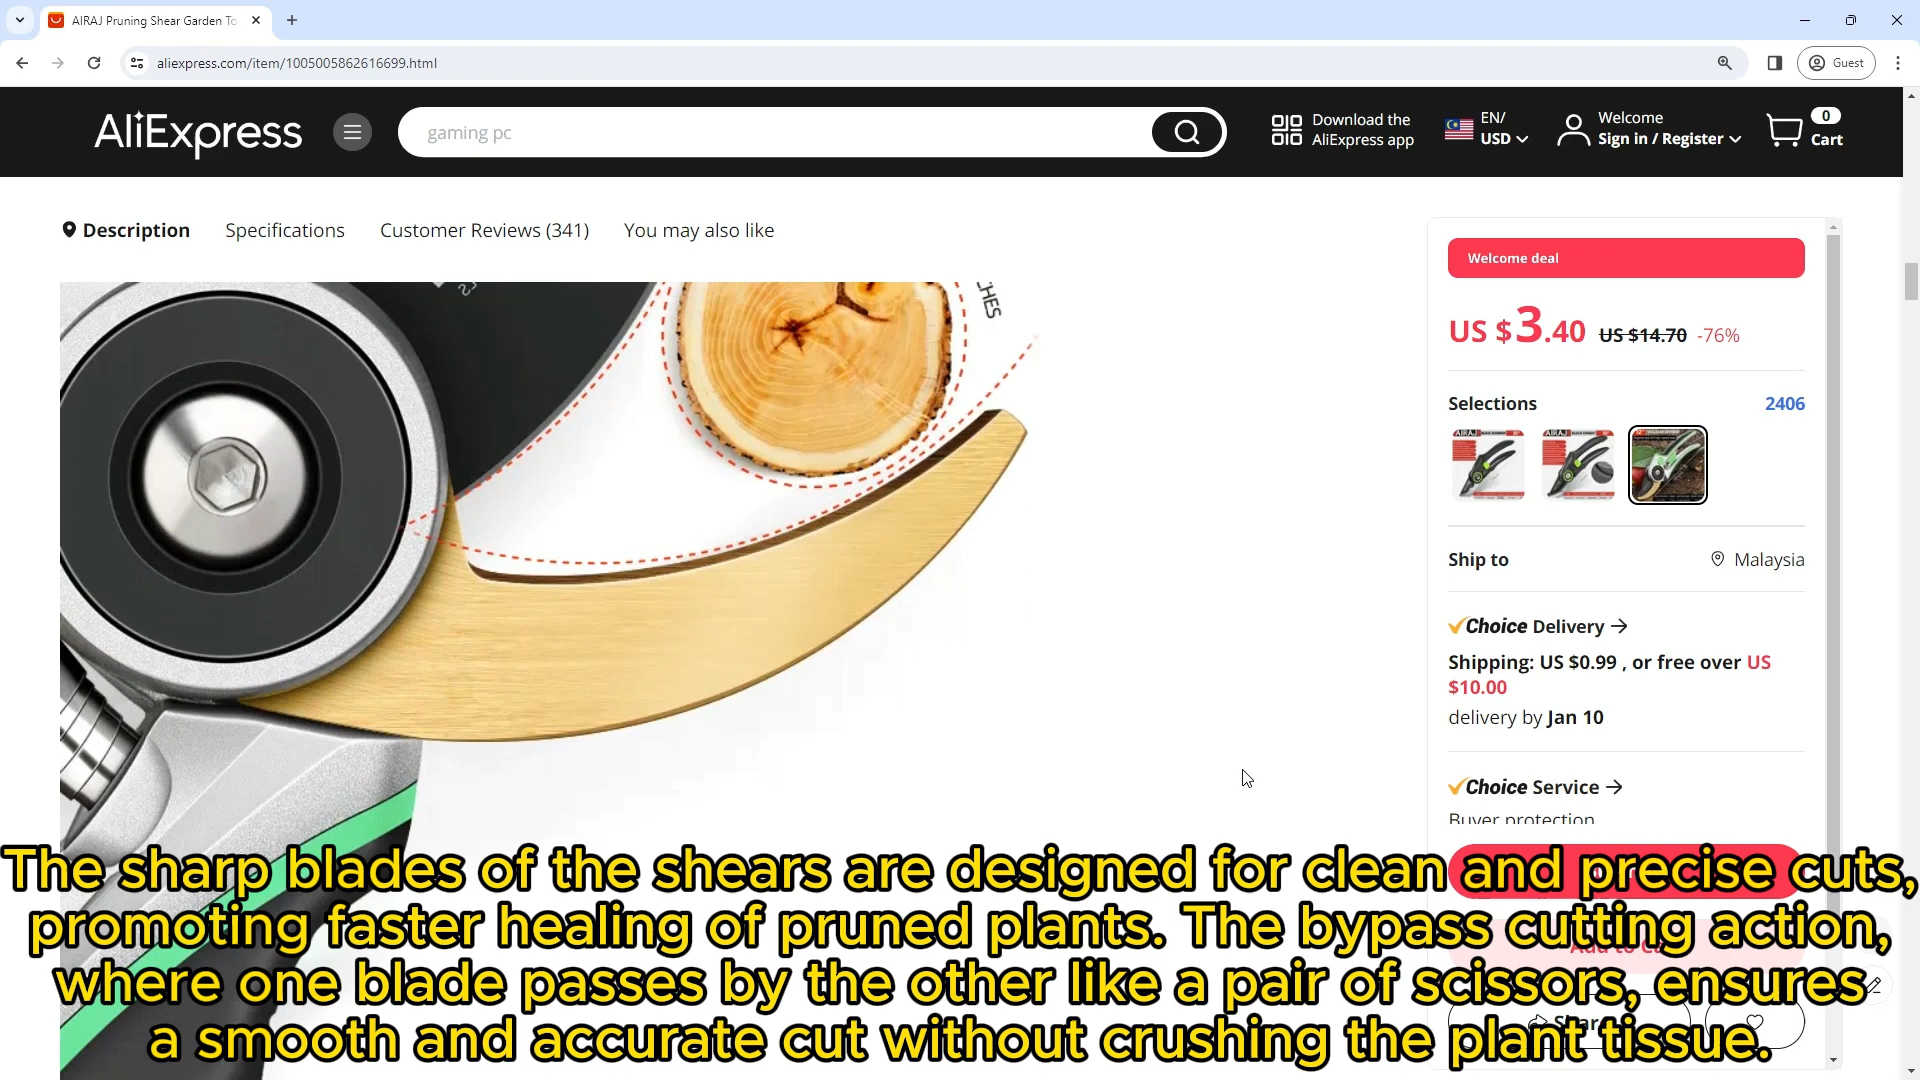 AIRAJ Pruning Shear Garden To
aliexpress.com/item/1005005862616699.html
Guest
AliExpress
gaming pc
Download the
AliExpress app
EN/
USD
Welcome
Sign in / Register
0
Cart
Description
Specifications
Customer Reviews (341)
You may also like
Welcome deal
US $3.40
US $14.70
-76%
Selections
2406
Ship to
Malaysia
Choice Delivery
Shipping: US $0.99 , or free over US
$10.00
delivery by Jan 10
Choice Service
Buyer protection
The sharp blades of the shears are designed for clean and precise cuts,
promoting faster healing of pruned plants. The bypass cutting action,
where one blade passes by the other like a pair of scissors, ensures
a smooth and accurate cut without crushing the plant tissue.